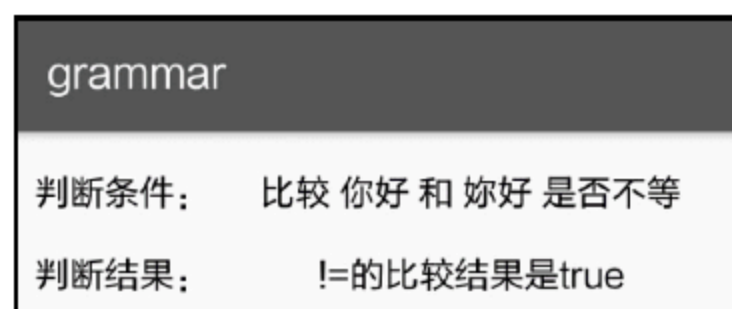 grammar
判断条件： 比较 你好 和 妳好 是否不等
判断结果： !=的比较结果是true